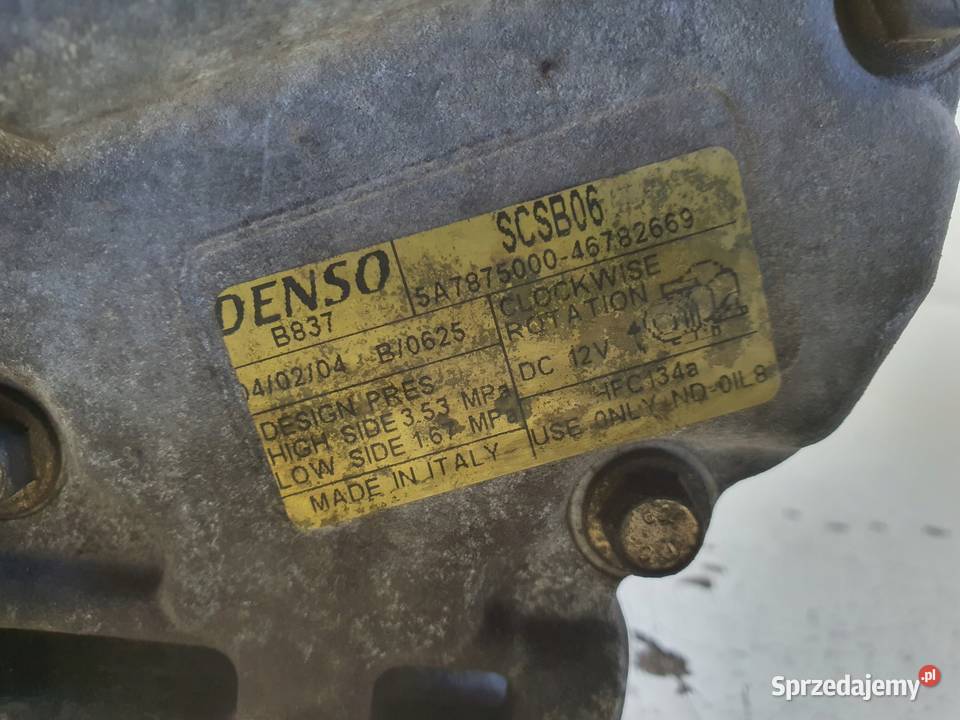 DENSO
B837
SCSB06
5A7875000-46782669
04/02/04 B/0625
CLOCKWISE
ROTATION
DC 12V
DESIGN PRES
HIGH SIDE 3.53 MPa
LOW SIDE 1.67 MPa
HFC134a
USE ONLY ND-OIL8
MADE IN ITALY
Sprzedajemy.pl